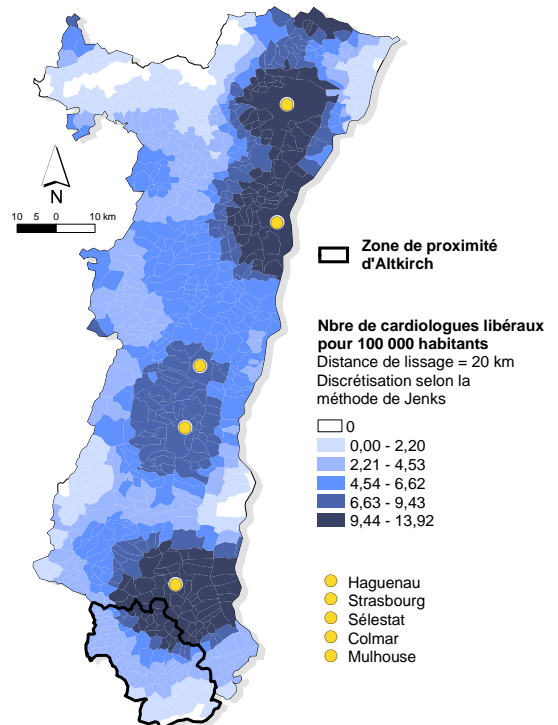 N
10 5 0 10 km
Zone de proximité
d'Altkirch
Nbre de cardiologues libéraux
pour 100 000 habitants
Distance de lissage = 20 km
Discrétisation selon la
méthode de Jenks
0
0,00 - 2,20
2,21 - 4,53
4,54 - 6,62
6,63 - 9,43
9,44 - 13,92
Haguenau
Strasbourg
Sélestat
Colmar
Mulhouse